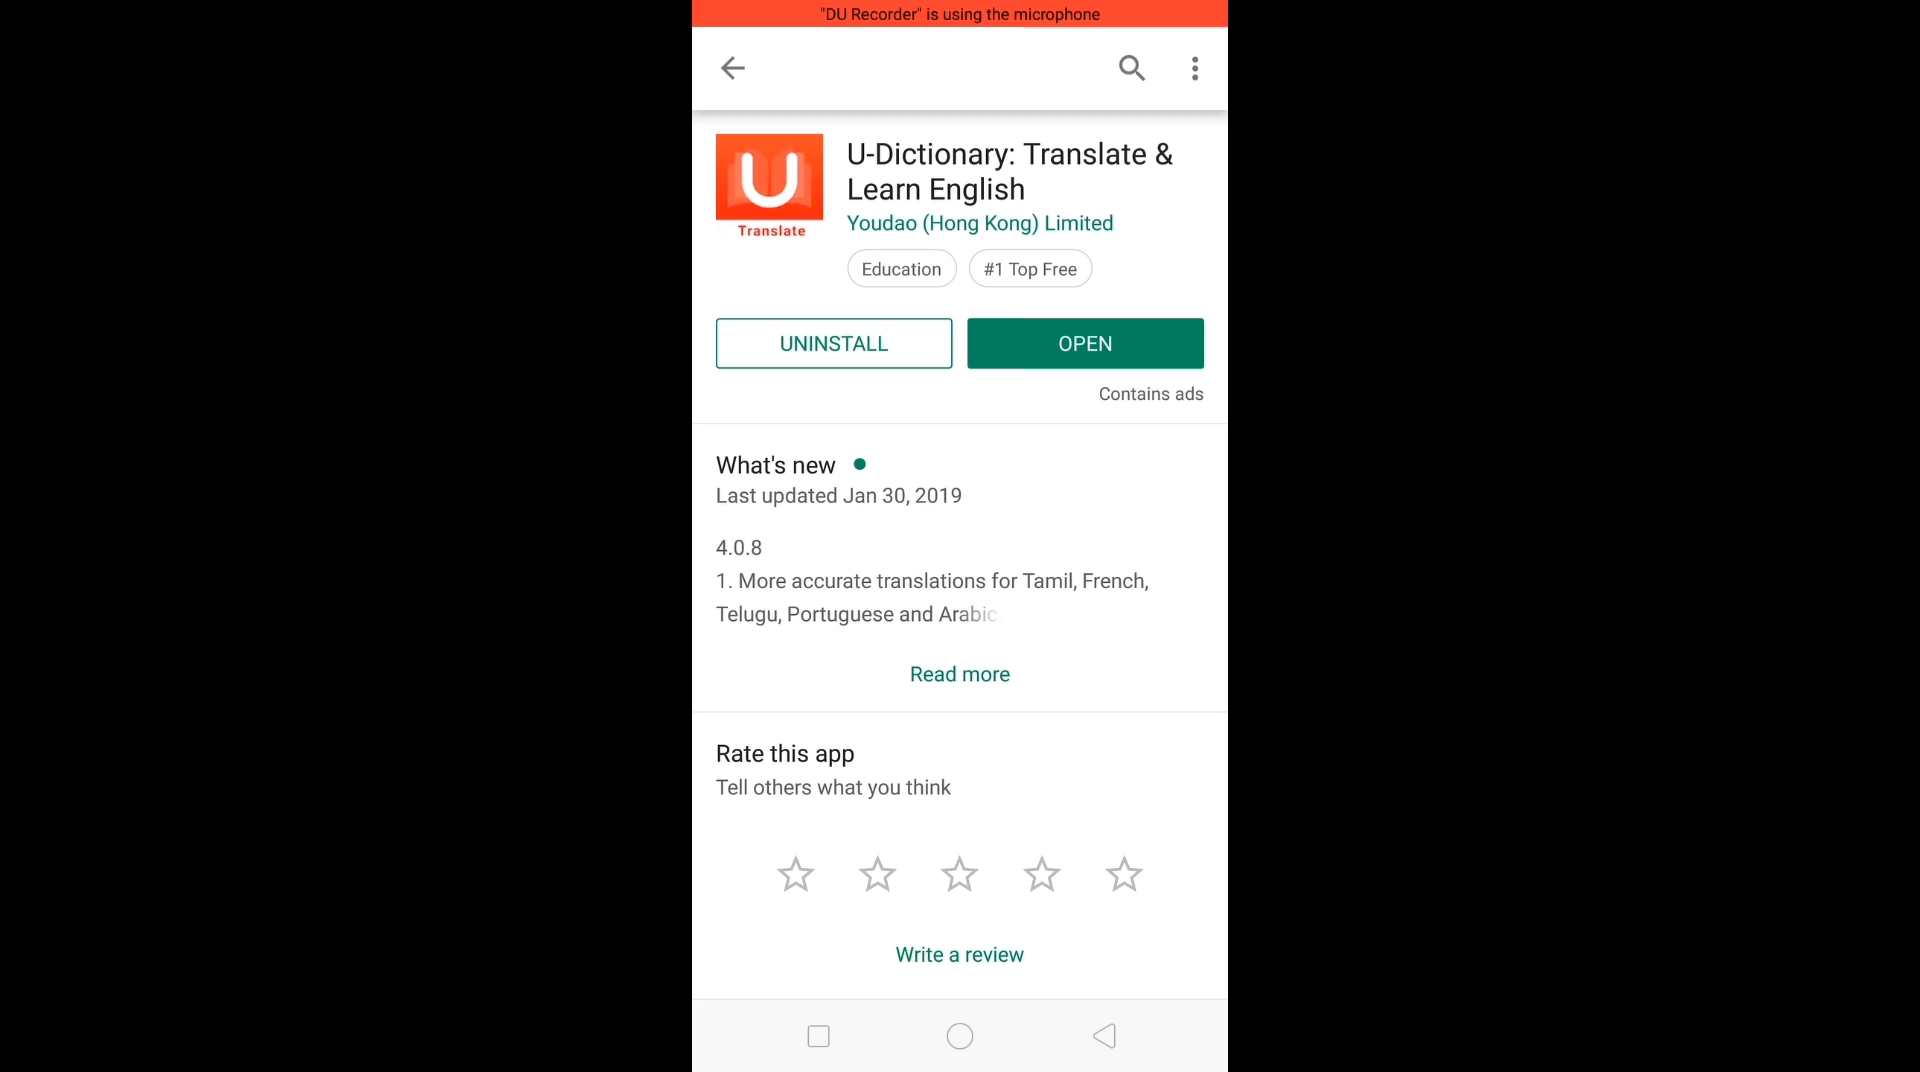 "DU Recorder" is using the microphone
U
Translate
U-Dictionary: Translate &
Learn English
Youdao (Hong Kong) Limited
Education
#1 Top Free
UNINSTALL
OPEN
Contains ads
What's new
Last updated Jan 30, 2019
4.0.8
1. More accurate translations for Tamil, French,
Telugu, Portuguese and Arabic
Read more
Rate this app
Tell others what you think
Write a review